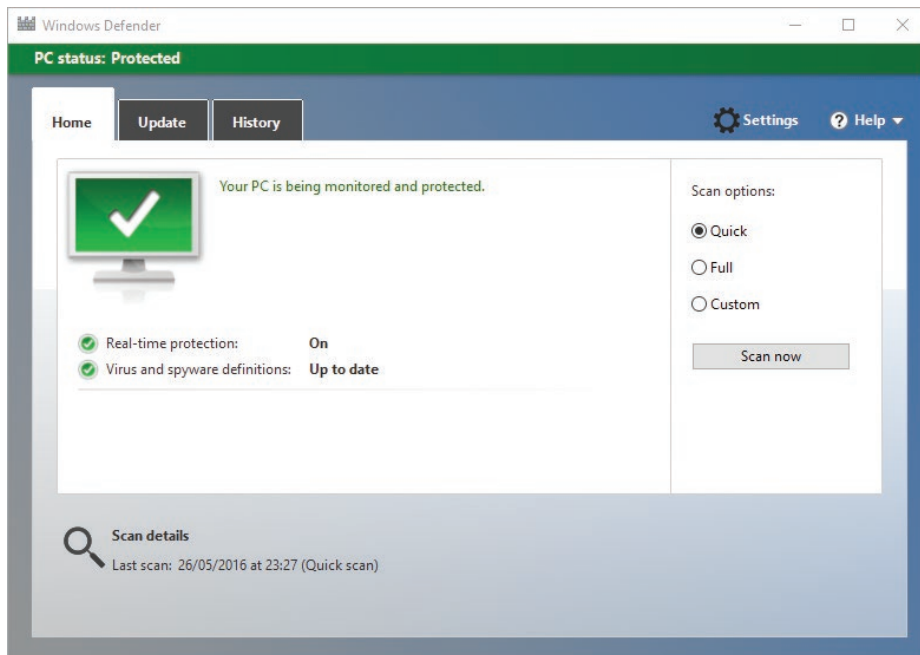 Windows Defender
PC status: Protected
Home
Update
History
Settings
? Help
Your PC is being monitored and protected.
Real-time protection: On
Virus and spyware definitions: Up to date
Scan options:
Quick
Full
Custom
Scan now
Scan details
Last scan: 26/05/2016 at 23:27 (Quick scan)